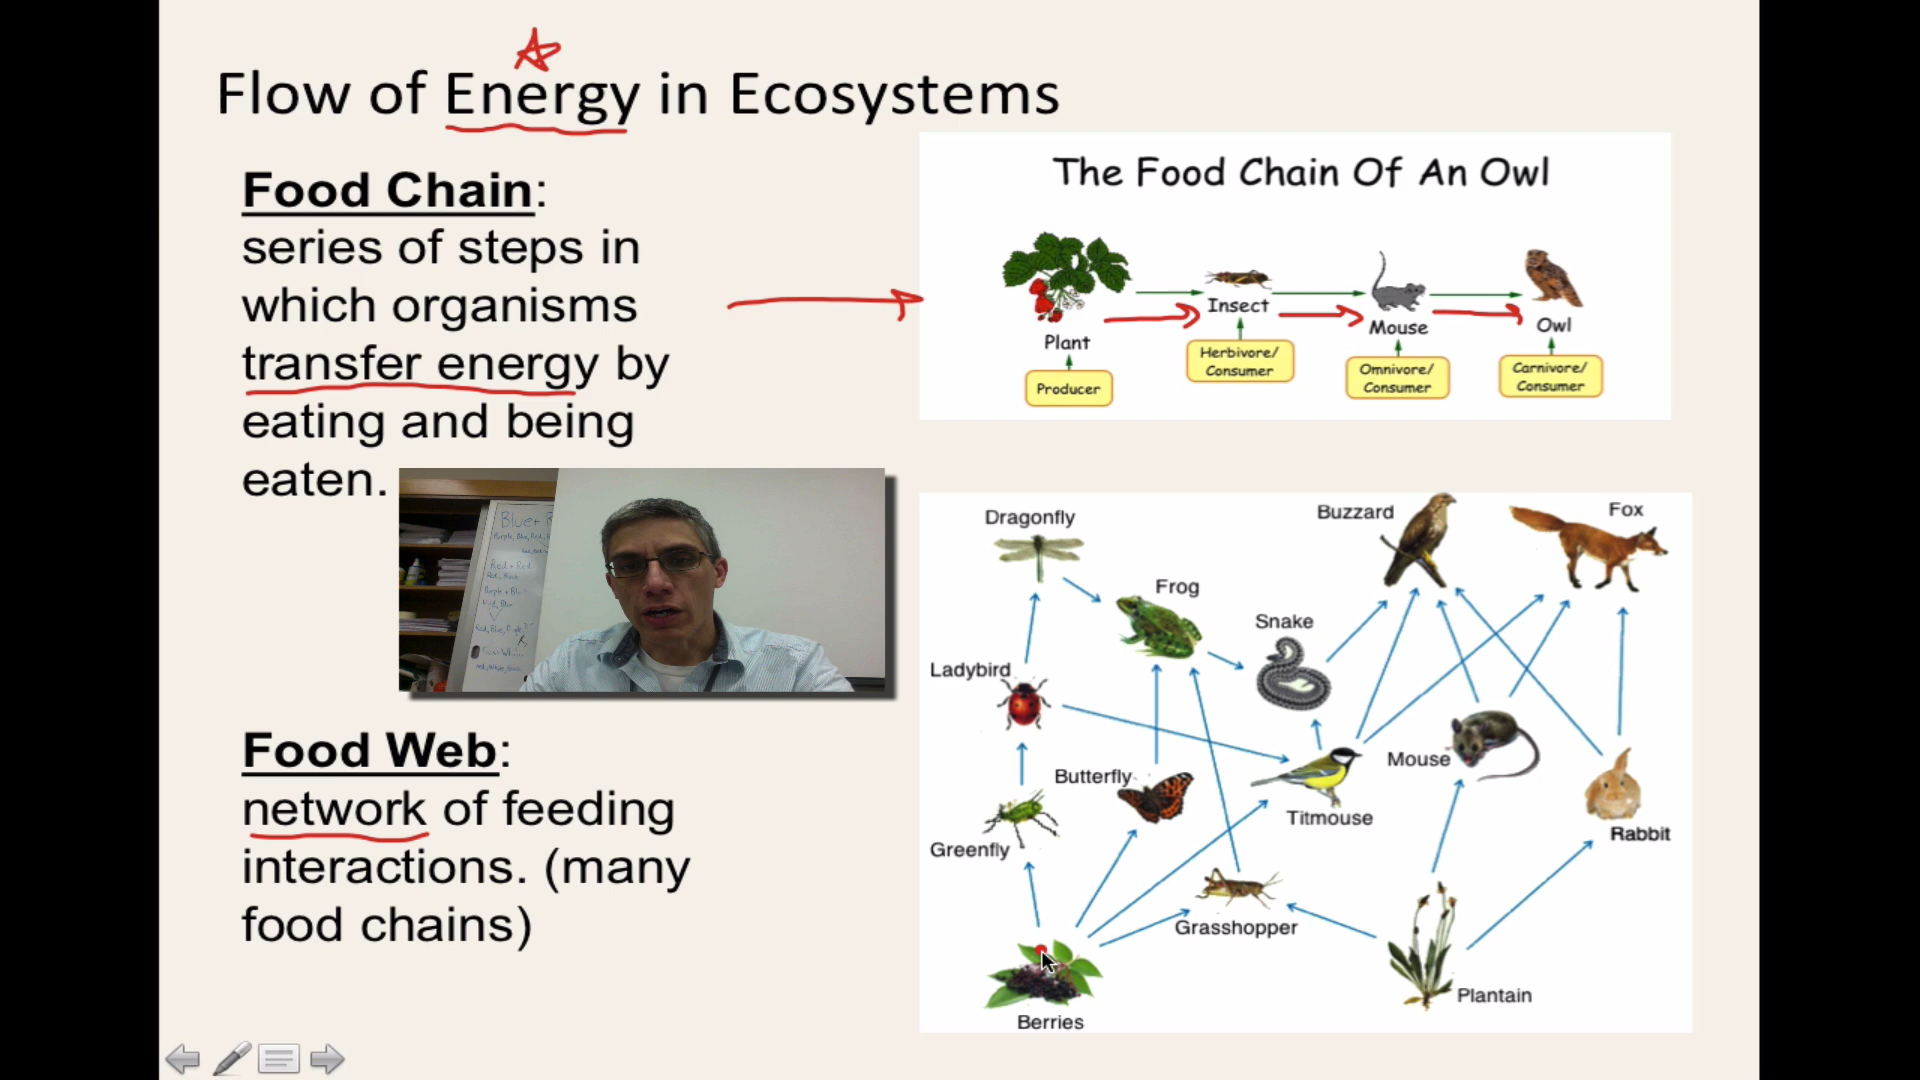 Flow of Energy in Ecosystems
Food Chain:
series of steps in
which organisms
transfer energy by
eating and being
eaten.
The Food Chain Of An Owl
Plant
Insect
Mouse
Owl
Producer
Herbivore/
Consumer
Omnivore/
Consumer
Carnivore/
Consumer
Blue+
Red + Red
Food Web:
network of feeding
interactions. (many
food chains)
Dragonfly
Buzzard
Fox
Frog
Snake
Ladybird
Butterfly
Mouse
Titmouse
Rabbit
Greenfly
Grasshopper
Plantain
Berries